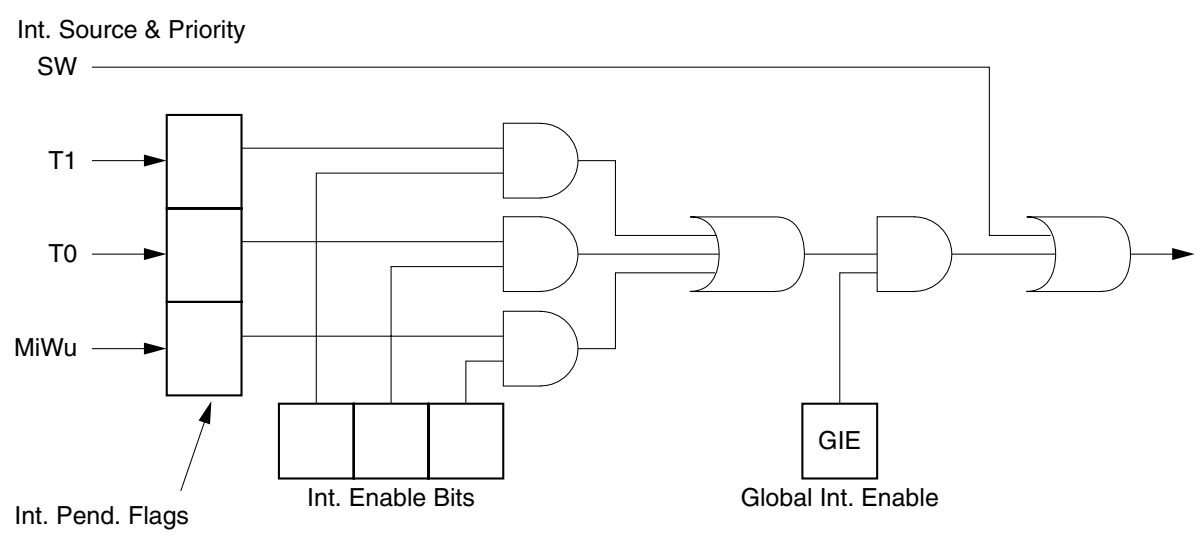 Int. Source & Priority
SW
T1
T0
MiWu
GIE
Int. Enable Bits
Global Int. Enable
Int. Pend. Flags